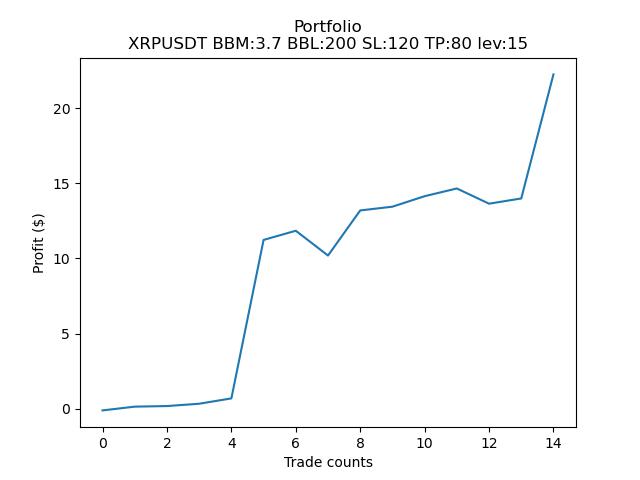 Portfolio
XRPUSDT BBM:3.7 BBL:200 SL:120 TP:80 lev:15
20
15
10
5
0
Profit ($)
0 2 4 6 8 10 12 14
Trade counts